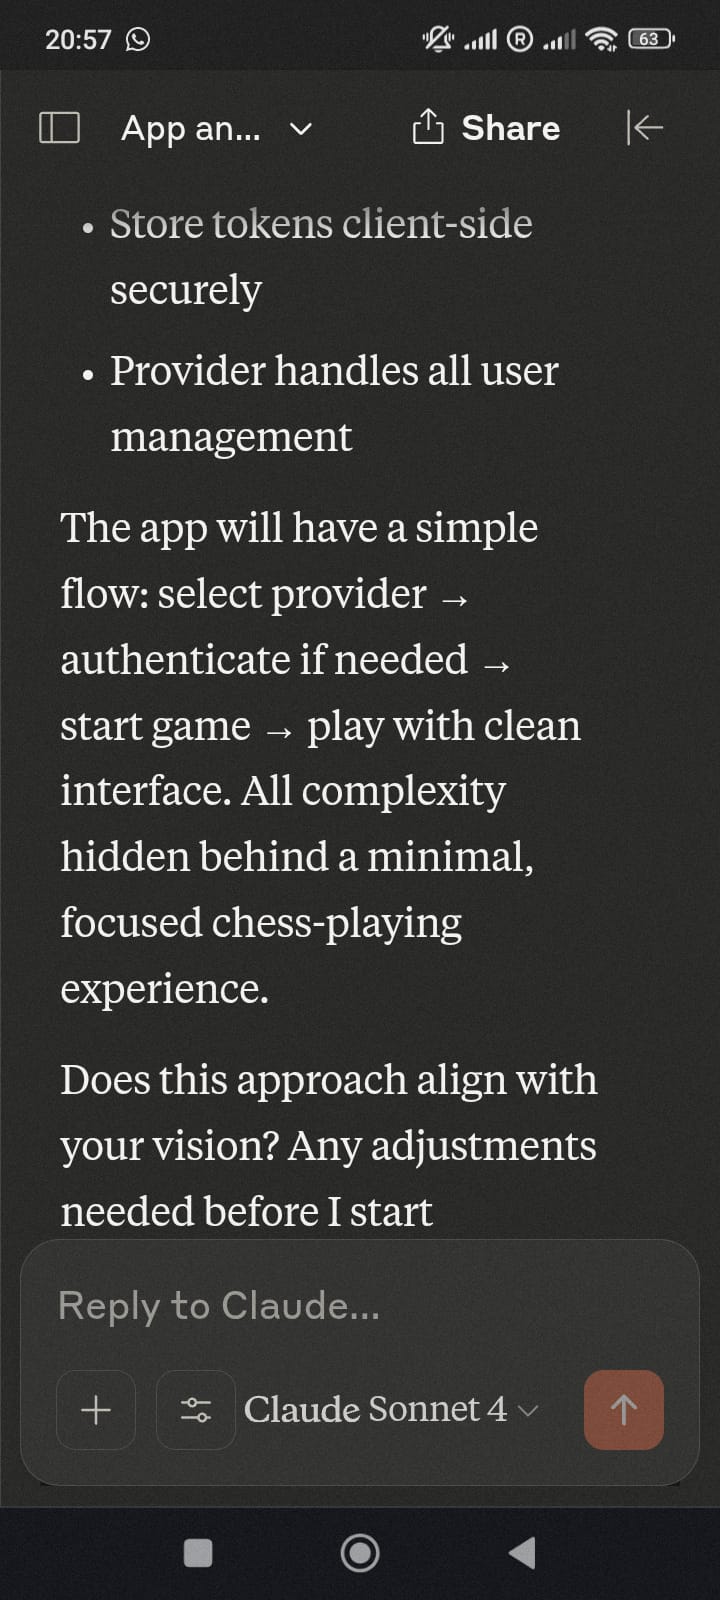 20:57 R 63
App an... Share
• Store tokens client-side
securely
• Provider handles all user
management
The app will have a simple
flow: select provider →
authenticate if needed →
start game → play with clean
interface. All complexity
hidden behind a minimal,
focused chess-playing
experience.
Does this approach align with
your vision? Any adjustments
needed before I start
Reply to Claude...
Claude Sonnet 4